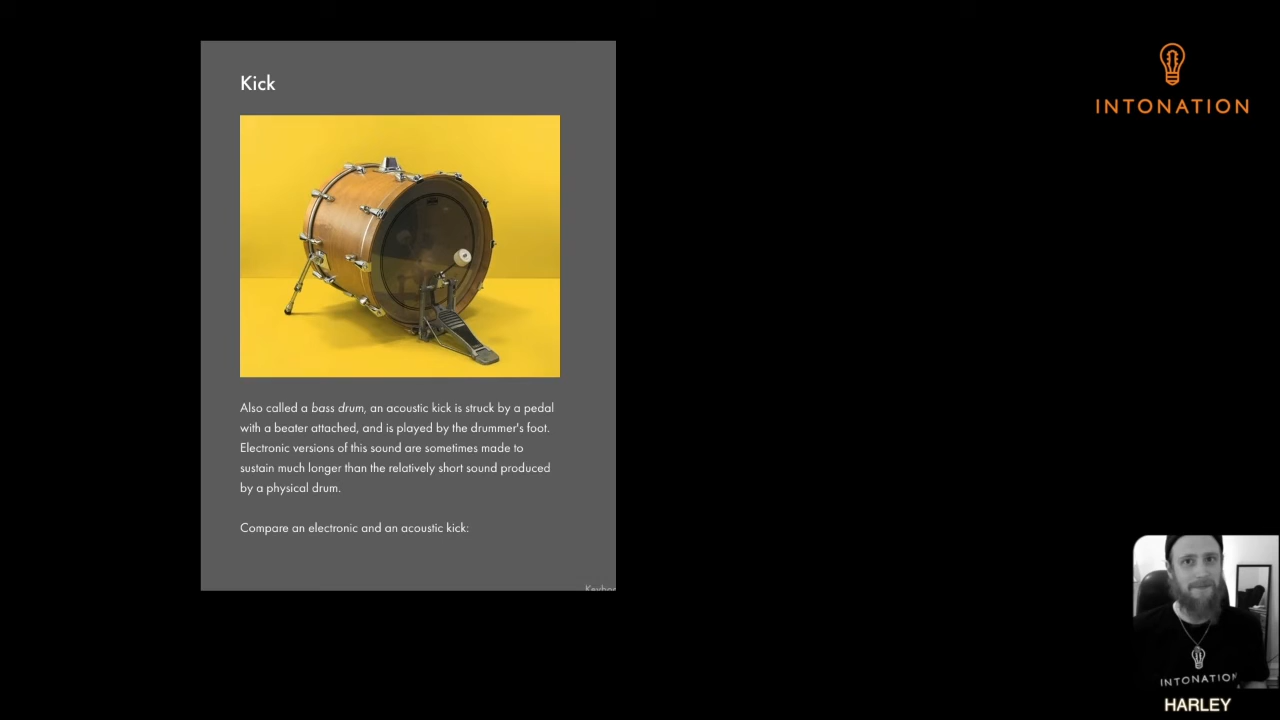 Kick
INTONATION
Also called a bass drum, an acoustic kick is struck by a pedal
with a beater attached, and is played by the drummer's foot.
Electronic versions of this sound are sometimes made to
sustain much longer than the relatively short sound produced
by a physical drum.
Compare an electronic and an acoustic kick:
INTONATION
HARLEY